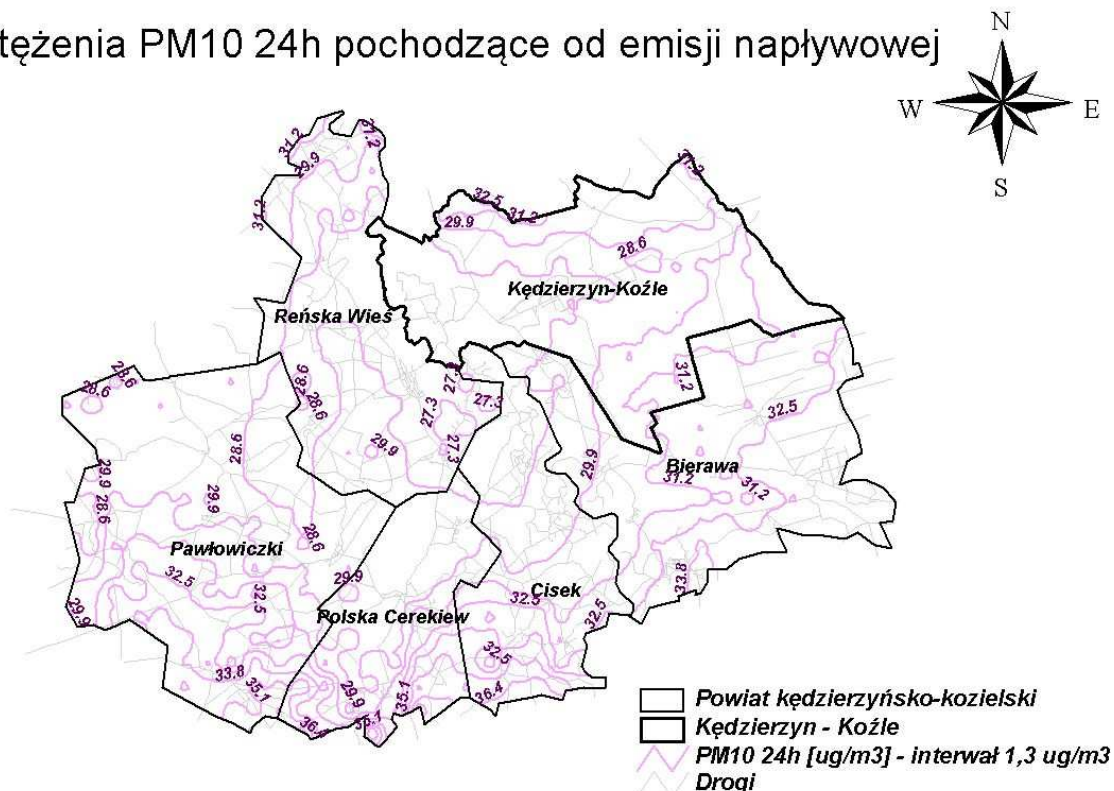 tężenia PM10 24h pochodzące od emisji napływowej
N
W E
S
31.2
31.2
29.9
31.2
31.2
32.5
31.2
29.9
28.6
Kędzierzyn-Koźle
Reńska Wieś
28.6
28.6
28.6
28.6
27.3
27.3
27.3
31.2
32.5
28.6
29.9
27.3
29.9
Bierawa
31.2
31.2
29.9
28.6
29.9
28.6
Pawłowiczki
32.5
29.9
33.8
32.5
Cisek
32.5
32.5
29.9
Polska Cerekiew
32.5
33.8
35.1
29.9
35.1
36.4
Powiat kędzierzyńsko-kozielski
Kędzierzyn - Koźle
PM10 24h [ug/m3] - interwał 1,3 ug/m3
Drogi